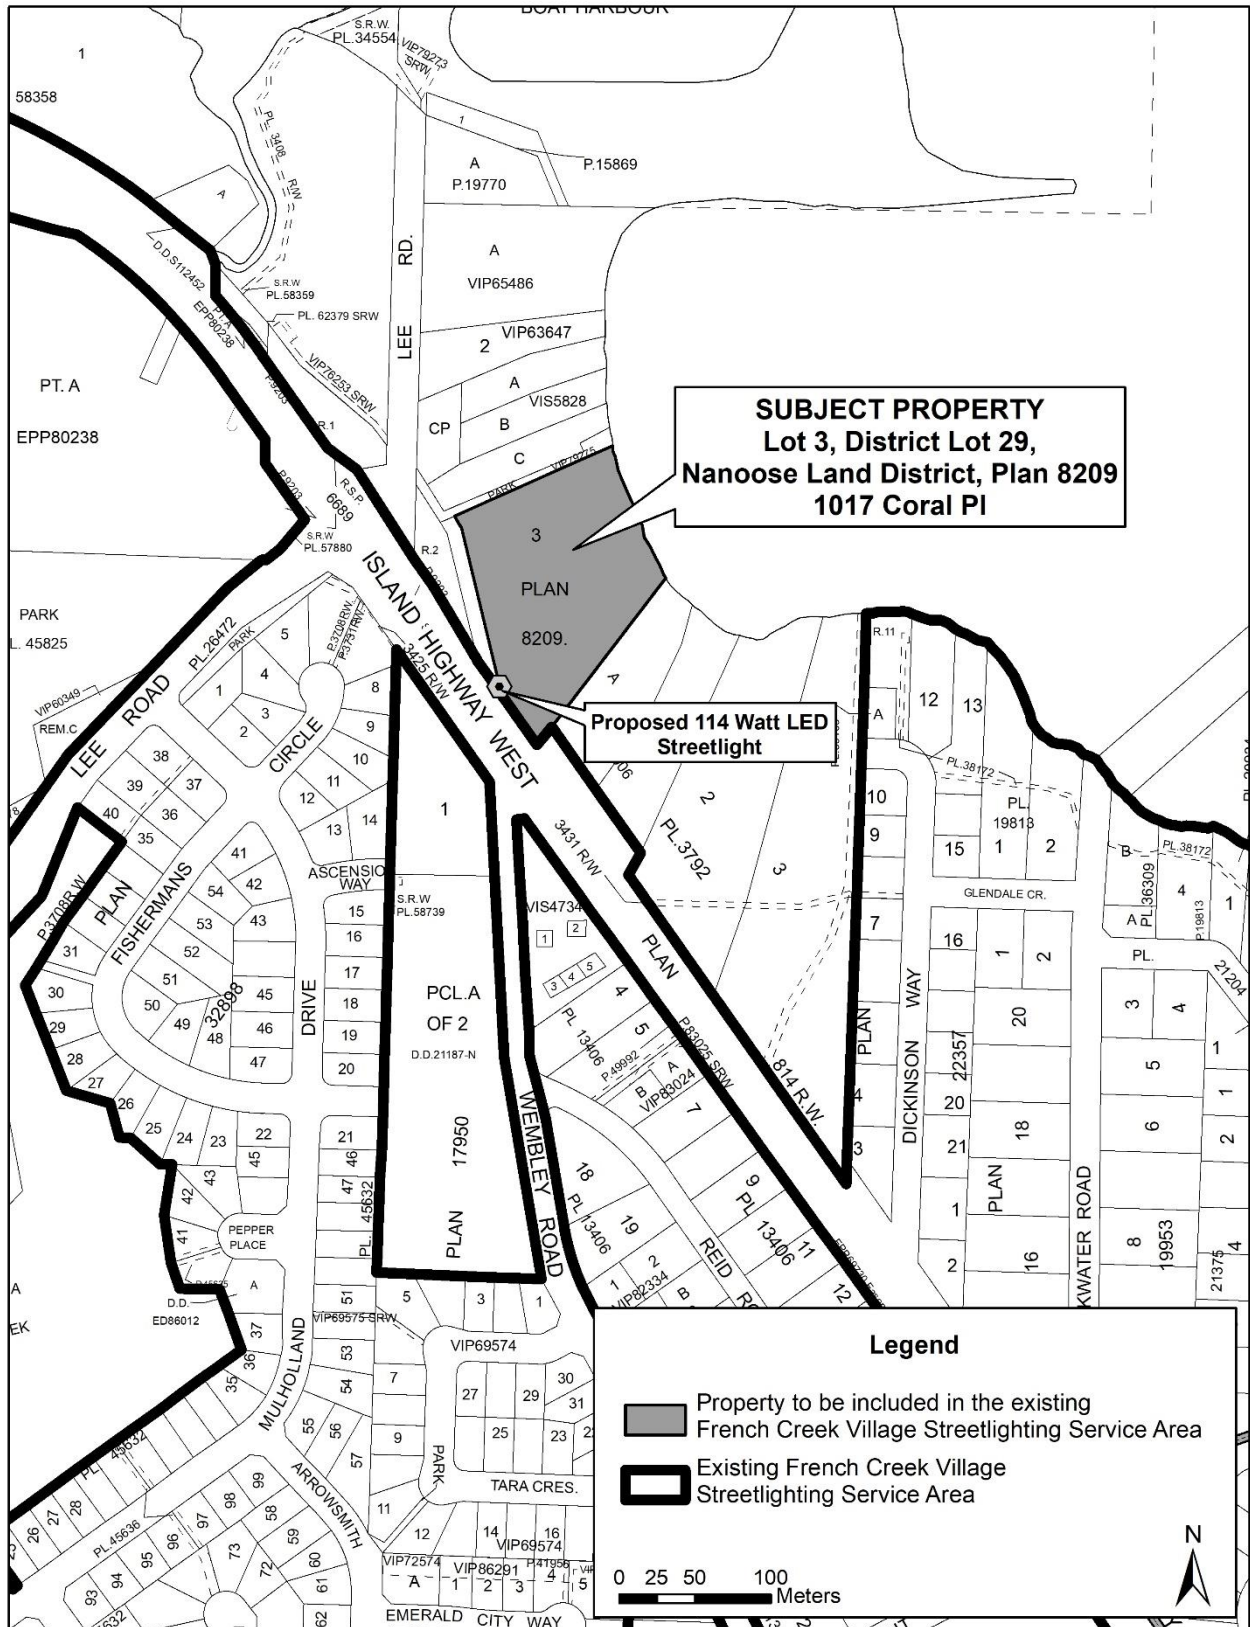 BOAT HARBOUR
S.R.W.
PL.34554
VIP79273
SRW
1
58358
PL. 3408
R/W
1
A
P.19770
P.15869
A
D.D.S112452
LEE RD.
A
VIP65486
S.R.W
PL.58359
PL. 62379 SRW
PT. A
EPP80238
VIP76253 SRW
P.9203
2
VIP63647
A
VIS5828
CP
B
C
VIP79275
PARK
PT. A
EPP80238
R.1
R.S.P.
6689
P.9203
S.R.W
PL.57880
R.2
SUBJECT PROPERTY
Lot 3, District Lot 29,
Nanoose Land District, Plan 8209
1017 Coral Pl
3
PLAN
8209.
ISLAND HIGHWAY WEST
PARK
L. 45825
PL.26472
PARK
VIP60349
REM.C
LEE ROAD
P.3708RW
P.3731RW
3425 R/W
5
4
1
3
2
8
9
10
11
12
13
14
CIRCLE
Proposed 114 Watt LED
Streetlight
A
2
3
PL.3792
R.11
A
12
13
PL.38172
PL.
19813
10
9
15
1
2
GLENDALE CR.
7
38
39
37
40
36
35
41
54
42
53
43
52
31
51
30
50
49
48
32898
45
46
47
29
28
27
26
25
24
23
22
45
43
42
41
P.3708R.W
PLAN
FISHERMANS
ASCENSIO
WAY
15
16
17
18
19
20
DRIVE
1
S.R.W
PL.58739
PCL.A
OF 2
D.D.21187-N
PLAN 17950
3431 R/W
VIS4734
1
2
3
4
5
4
5
PL 13406
P.49992
B
A
VIP83024
P.83025 SRW
7
PLAN
814 R.W.
PLAN
4
3
DICKINSON WAY
16
1
2
20
22357
20
21
18
PLAN
1
2
16
B
A
PL.36309
4
PL.38172
P.19813
1
PL.
21204
3
4
5
6
8
19953
1
1
2
4
21375
KWATER ROAD
WEMBLEY ROAD
18
PL 13406
19
1
2
VIP82334
B
REID
9
PL 13406
11
12
21
46
47
PL. 45632
PEPPER
PLACE
A
D.D.
ED86012
A
EK
37
36
35
51
VIP69575 SRW
53
54
55
56
57
MULHOLLAND
5
3
1
VIP69574
7
9
11
PARK
27
29
30
31
25
23
TARA CRES.
12
14
16
VIP69574
VIP72574
VIP86291
P.41956
A
1
2
3
4
5
EMERALD CITY WAY
ARROWSMITH
PL 45632
26
27
28
PL.45636
93
94
95
96
97
98
99
58
59
60
61
62
72
73
Legend
Property to be included in the existing
French Creek Village Streetlighting Service Area
Existing French Creek Village
Streetlighting Service Area
N
0 25 50 100
Meters